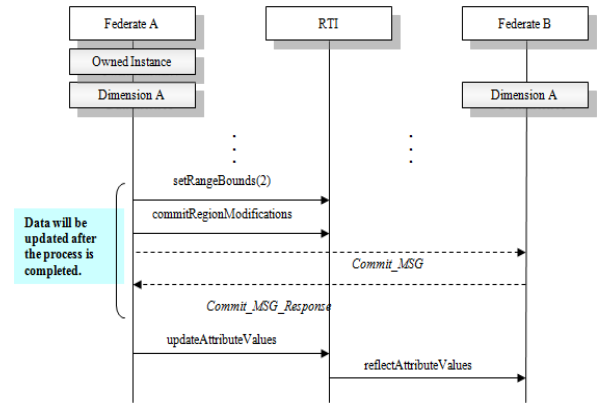 Federate A
RTI
Federate B
Owned Instance
Dimension A
Dimension A
setRangeBounds(2)
commitRegionModifications
Data will be
updated after
the process is
completed.
Commit_MSG
Commit_MSG_Response
updateAttributeValues
reflectAttributeValues